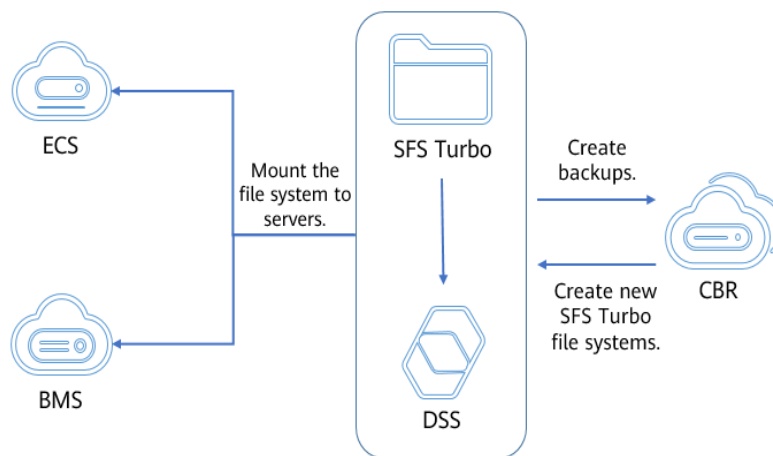 ECS
BMS
Mount the
file system to
servers.
SFS Turbo
DSS
Create
backups.
Create new
SFS Turbo
file systems.
CBR